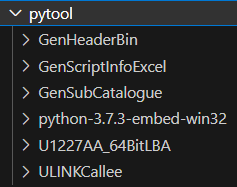 pytool
GenHeaderBin
GenScriptInfoExcel
GenSubCatalogue
python-3.7.3-embed-win32
U1227AA_64BitLBA
ULINKCallee